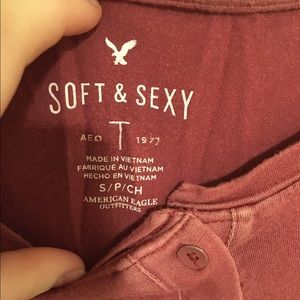 SOFT & SEXY
AEO T 1977
MADE IN VIETNAM
FABRIQUÉ AU VIETNAM
HECHO EN VIETNAM
S/P/CH
AMERICAN EAGLE
OUTFITTERS